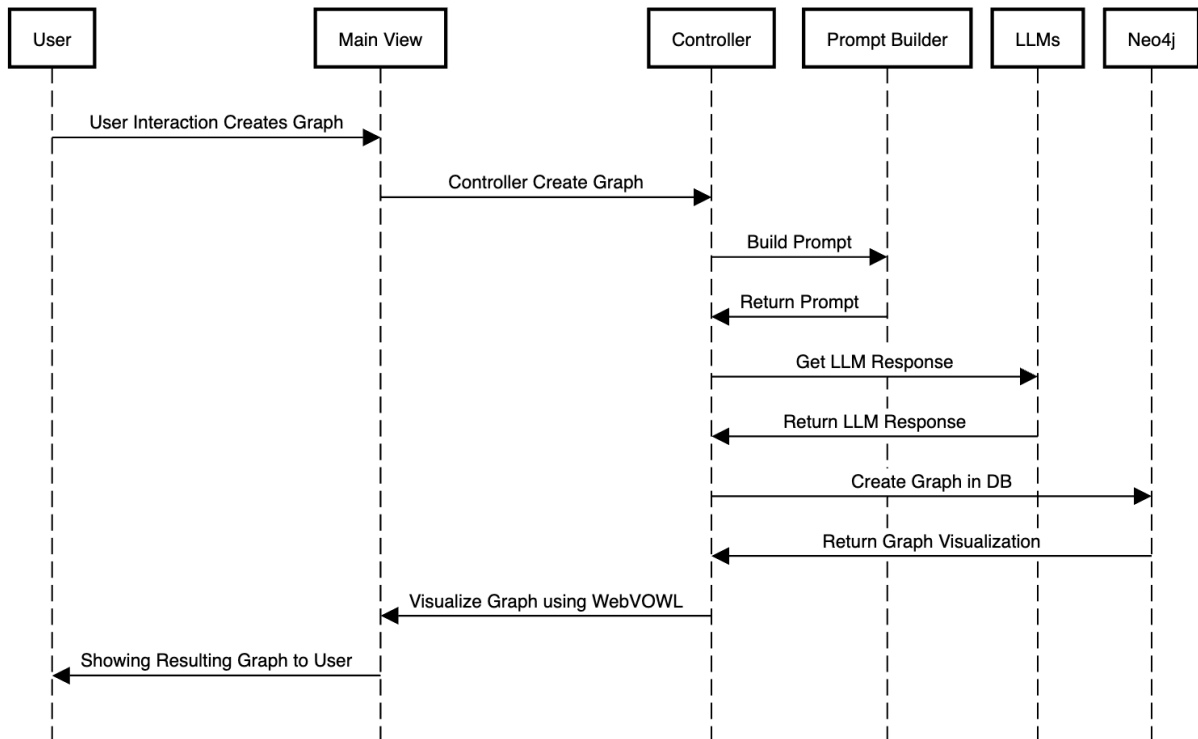 User
Main View
Controller
Prompt Builder
LLMs
Neo4j
User Interaction Creates Graph
Controller Create Graph
Build Prompt
Return Prompt
Get LLM Response
Return LLM Response
Create Graph in DB
Return Graph Visualization
Visualize Graph using WebVOWL
Showing Resulting Graph to User